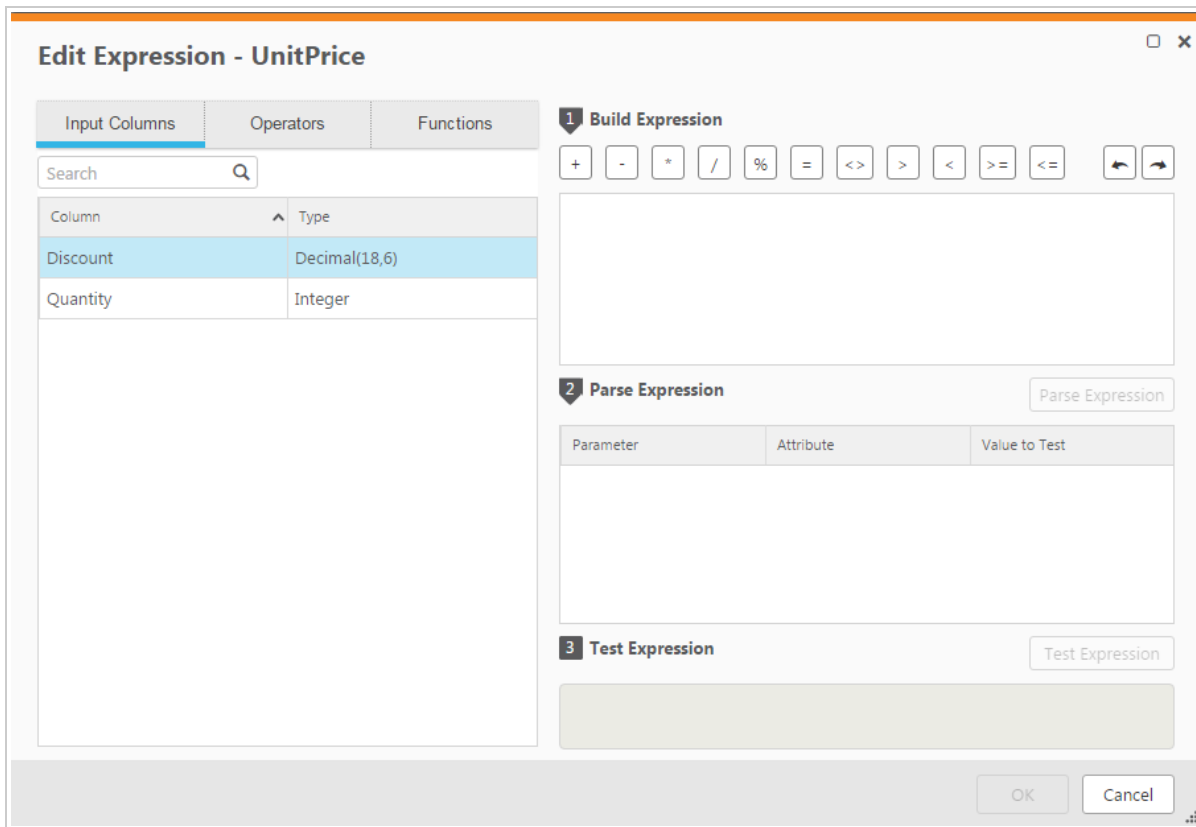 Edit Expression - UnitPrice
Input Columns Operators Functions
Search
Column Type
Discount Decimal(18,6)
Quantity Integer
1 Build Expression
+ - * / % = <> > < >= <=
2 Parse Expression Parse Expression
Parameter Attribute Value to Test
3 Test Expression Test Expression
OK Cancel